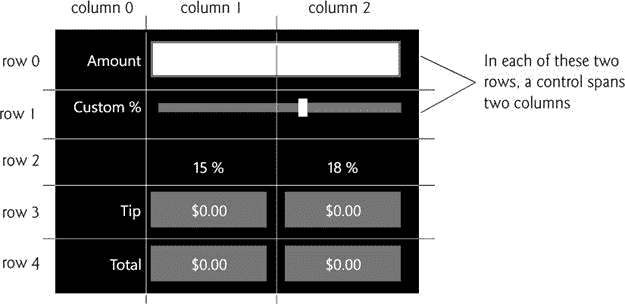 column 0 column 1 column 2
row 0 Amount
In each of these two
rows, a control spans
two columns
row 1 Custom %
row 2 15 % 18 %
row 3 Tip $0.00 $0.00
row 4 Total $0.00 $0.00